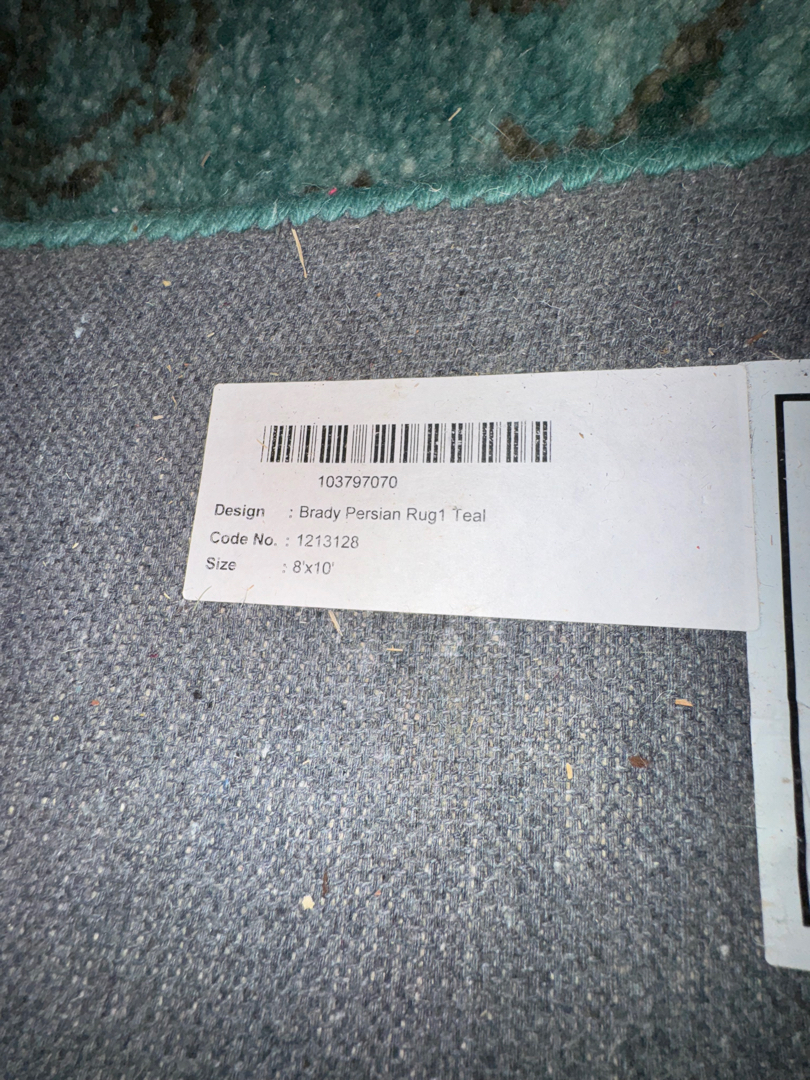 103797070
Design : Brady Persian Rug1 Teal
Code No. : 1213128
Size : 8'x10'